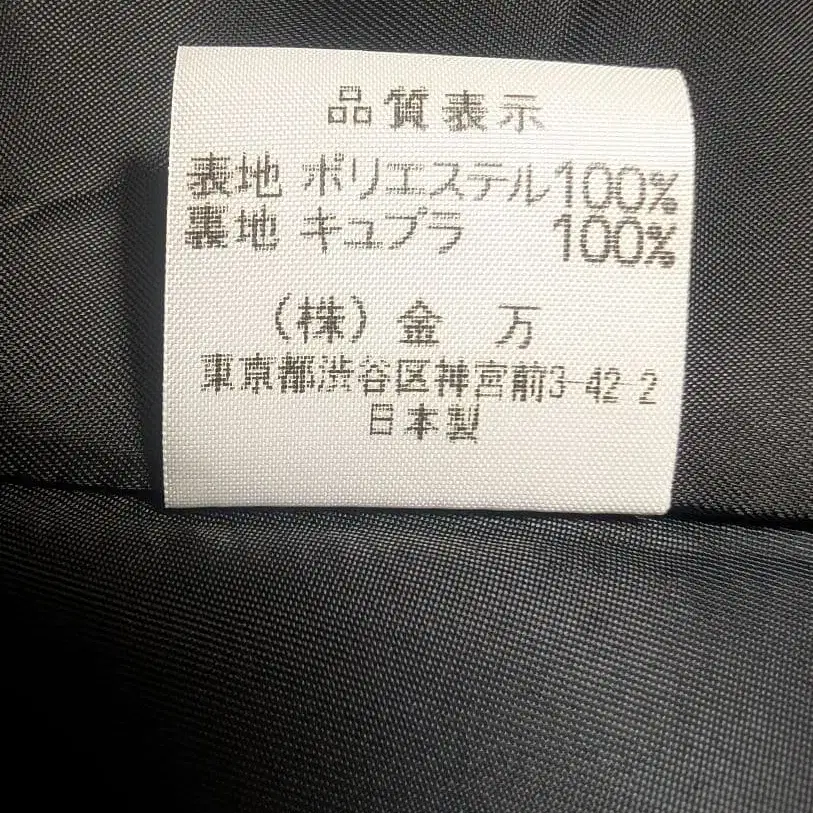 品質表示
表地 ポリエステル100%
裏地 キュプラ 100%
(株)金 万
東京都渋谷区神宮前3-42-2
日本製